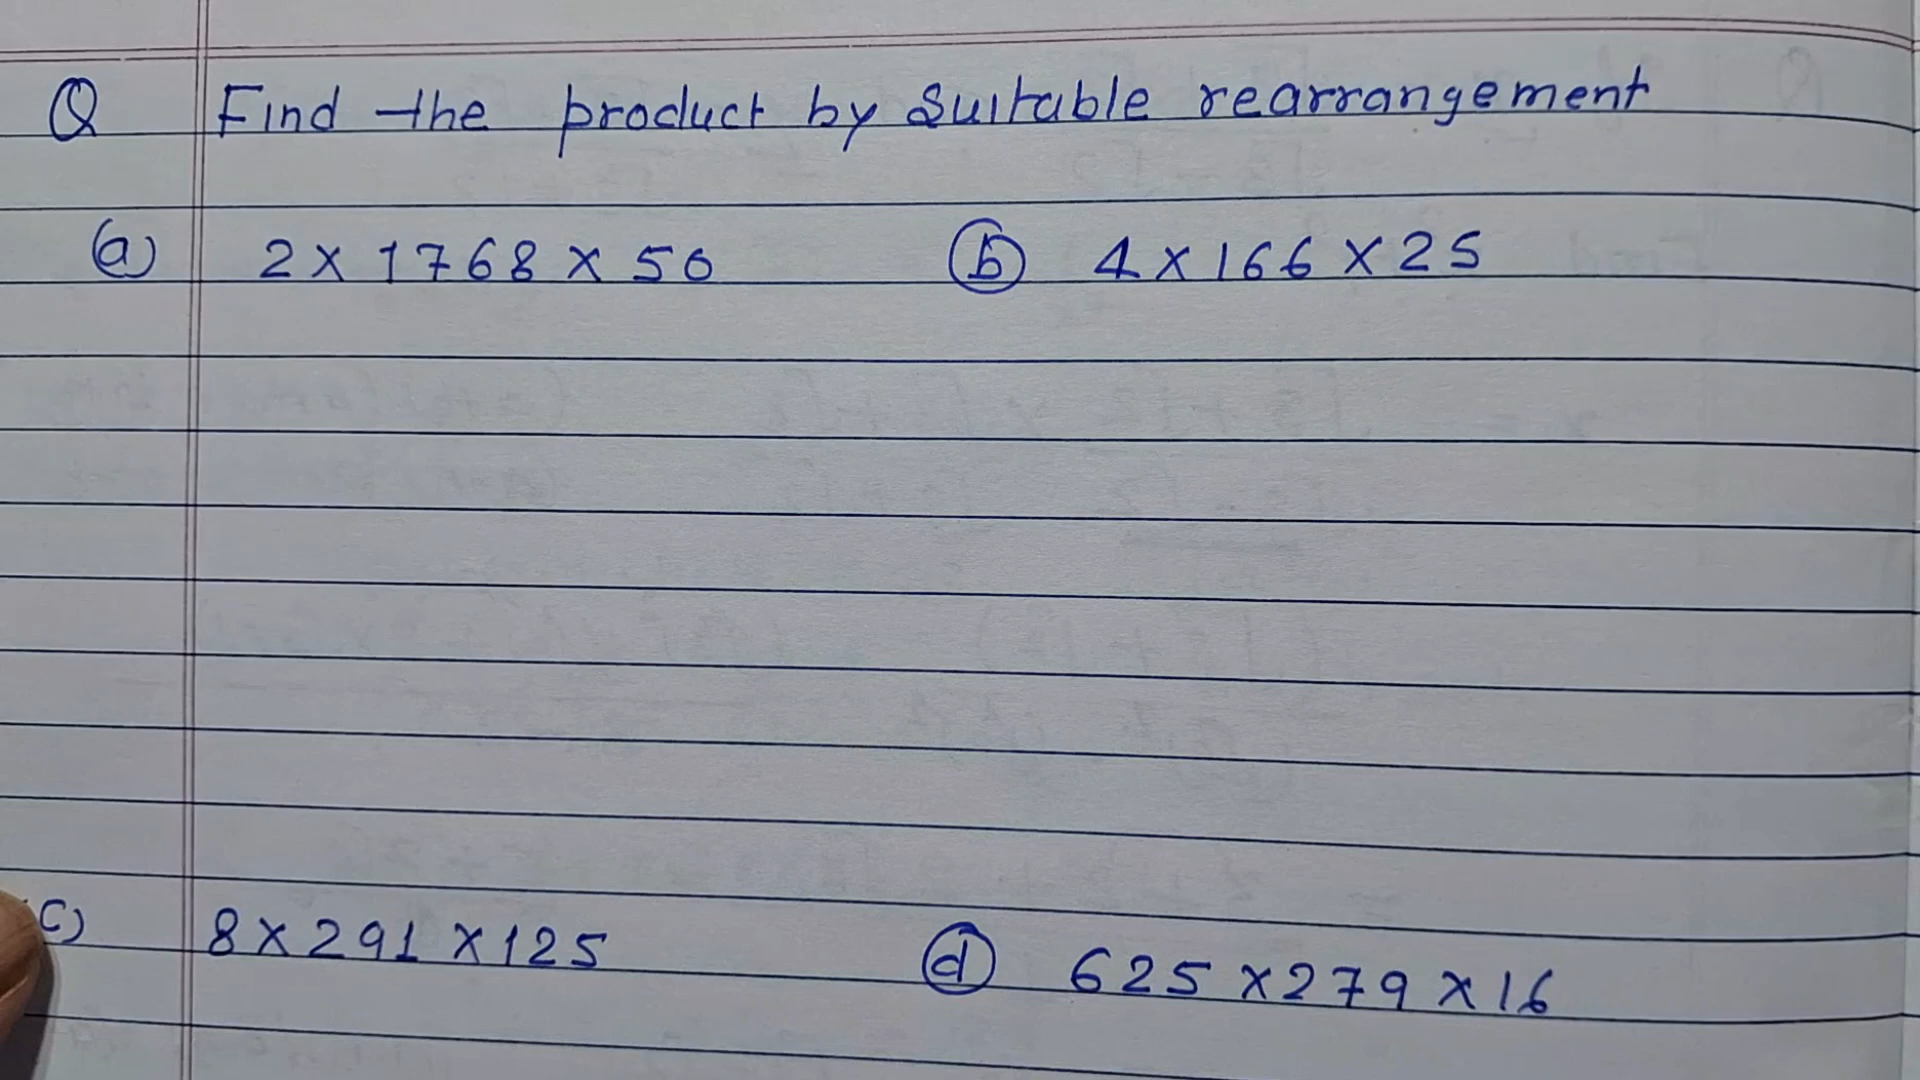 Q Find the product by Suitable rearrangement
(a) 2 × 1768 × 50 (b) 4 × 166 × 25
c) 8 × 291 × 125 (d) 625 × 279 × 16